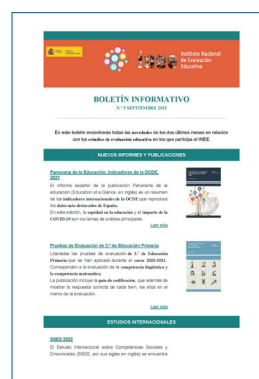 inee
Instituto Nacional
de Evaluación
Educativa
BOLETÍN INFORMATIVO
N.º 5 SEPTIEMBRE 2021
En este boletín encontraras todas las novedades de los dos últimos meses en relación
con los estudios de evaluación educativa en los que participa el INEE.
NUEVOS INFORMES Y PUBLICACIONES
Panorama de la Educación. Indicadores de la OCDE.
2021
El informe español de la publicación Panorama de la
educación (Education at a Glance, en inglés) es un resumen
de los indicadores internacionales de la OCDE que reproduce
los datos más destacados de España.
En esta edición, la equidad en la educación y el impacto de la
COVID-19 son los temas de análisis principales.
Leer más
Pruebas de Evaluación de 3.º de Educación Primaria
Liberadas las pruebas de evaluación de 3.º de Educación
Primaria que se han aplicado durante el curso 2020-2021.
Corresponden a la evaluación de la competencia lingüística y
la competencia matemática.
La publicación incluye la guía de codificación, que además de
mostrar la respuesta correcta de cada ítem, los sitúa en el
marco de la evaluación.
Leer más
ESTUDIOS INTERNACIONALES
SSES 2023
El Estudio Internacional sobre Competencias Sociales y
Emocionales (SSES, por sus siglas en inglés) se encuentra